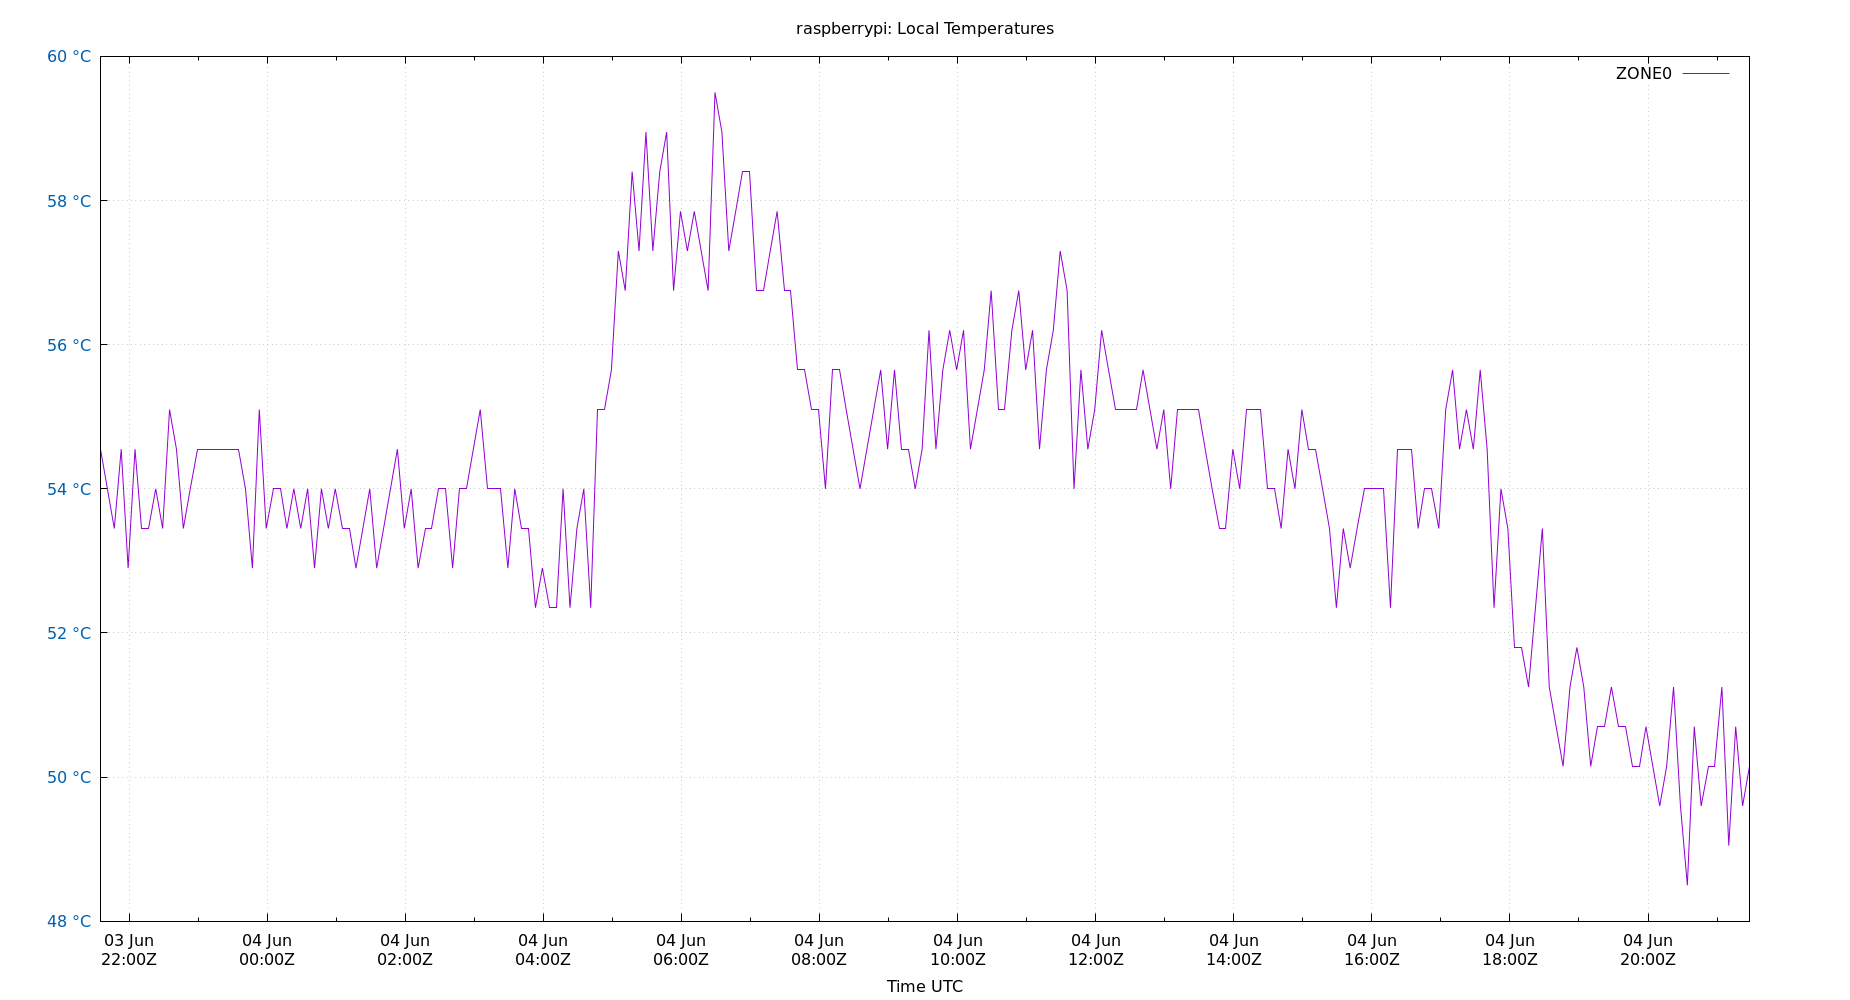 raspberrypi: Local Temperatures
60 °C
ZONE0
58 °C
56 °C
54 °C
52 °C
50 °C
48 °C
03 Jun 04 Jun 04 Jun 04 Jun 04 Jun 04 Jun 04 Jun 04 Jun 04 Jun 04 Jun 04 Jun 04 Jun
22:00Z 00:00Z 02:00Z 04:00Z 06:00Z 08:00Z 10:00Z 12:00Z 14:00Z 16:00Z 18:00Z 20:00Z
Time UTC